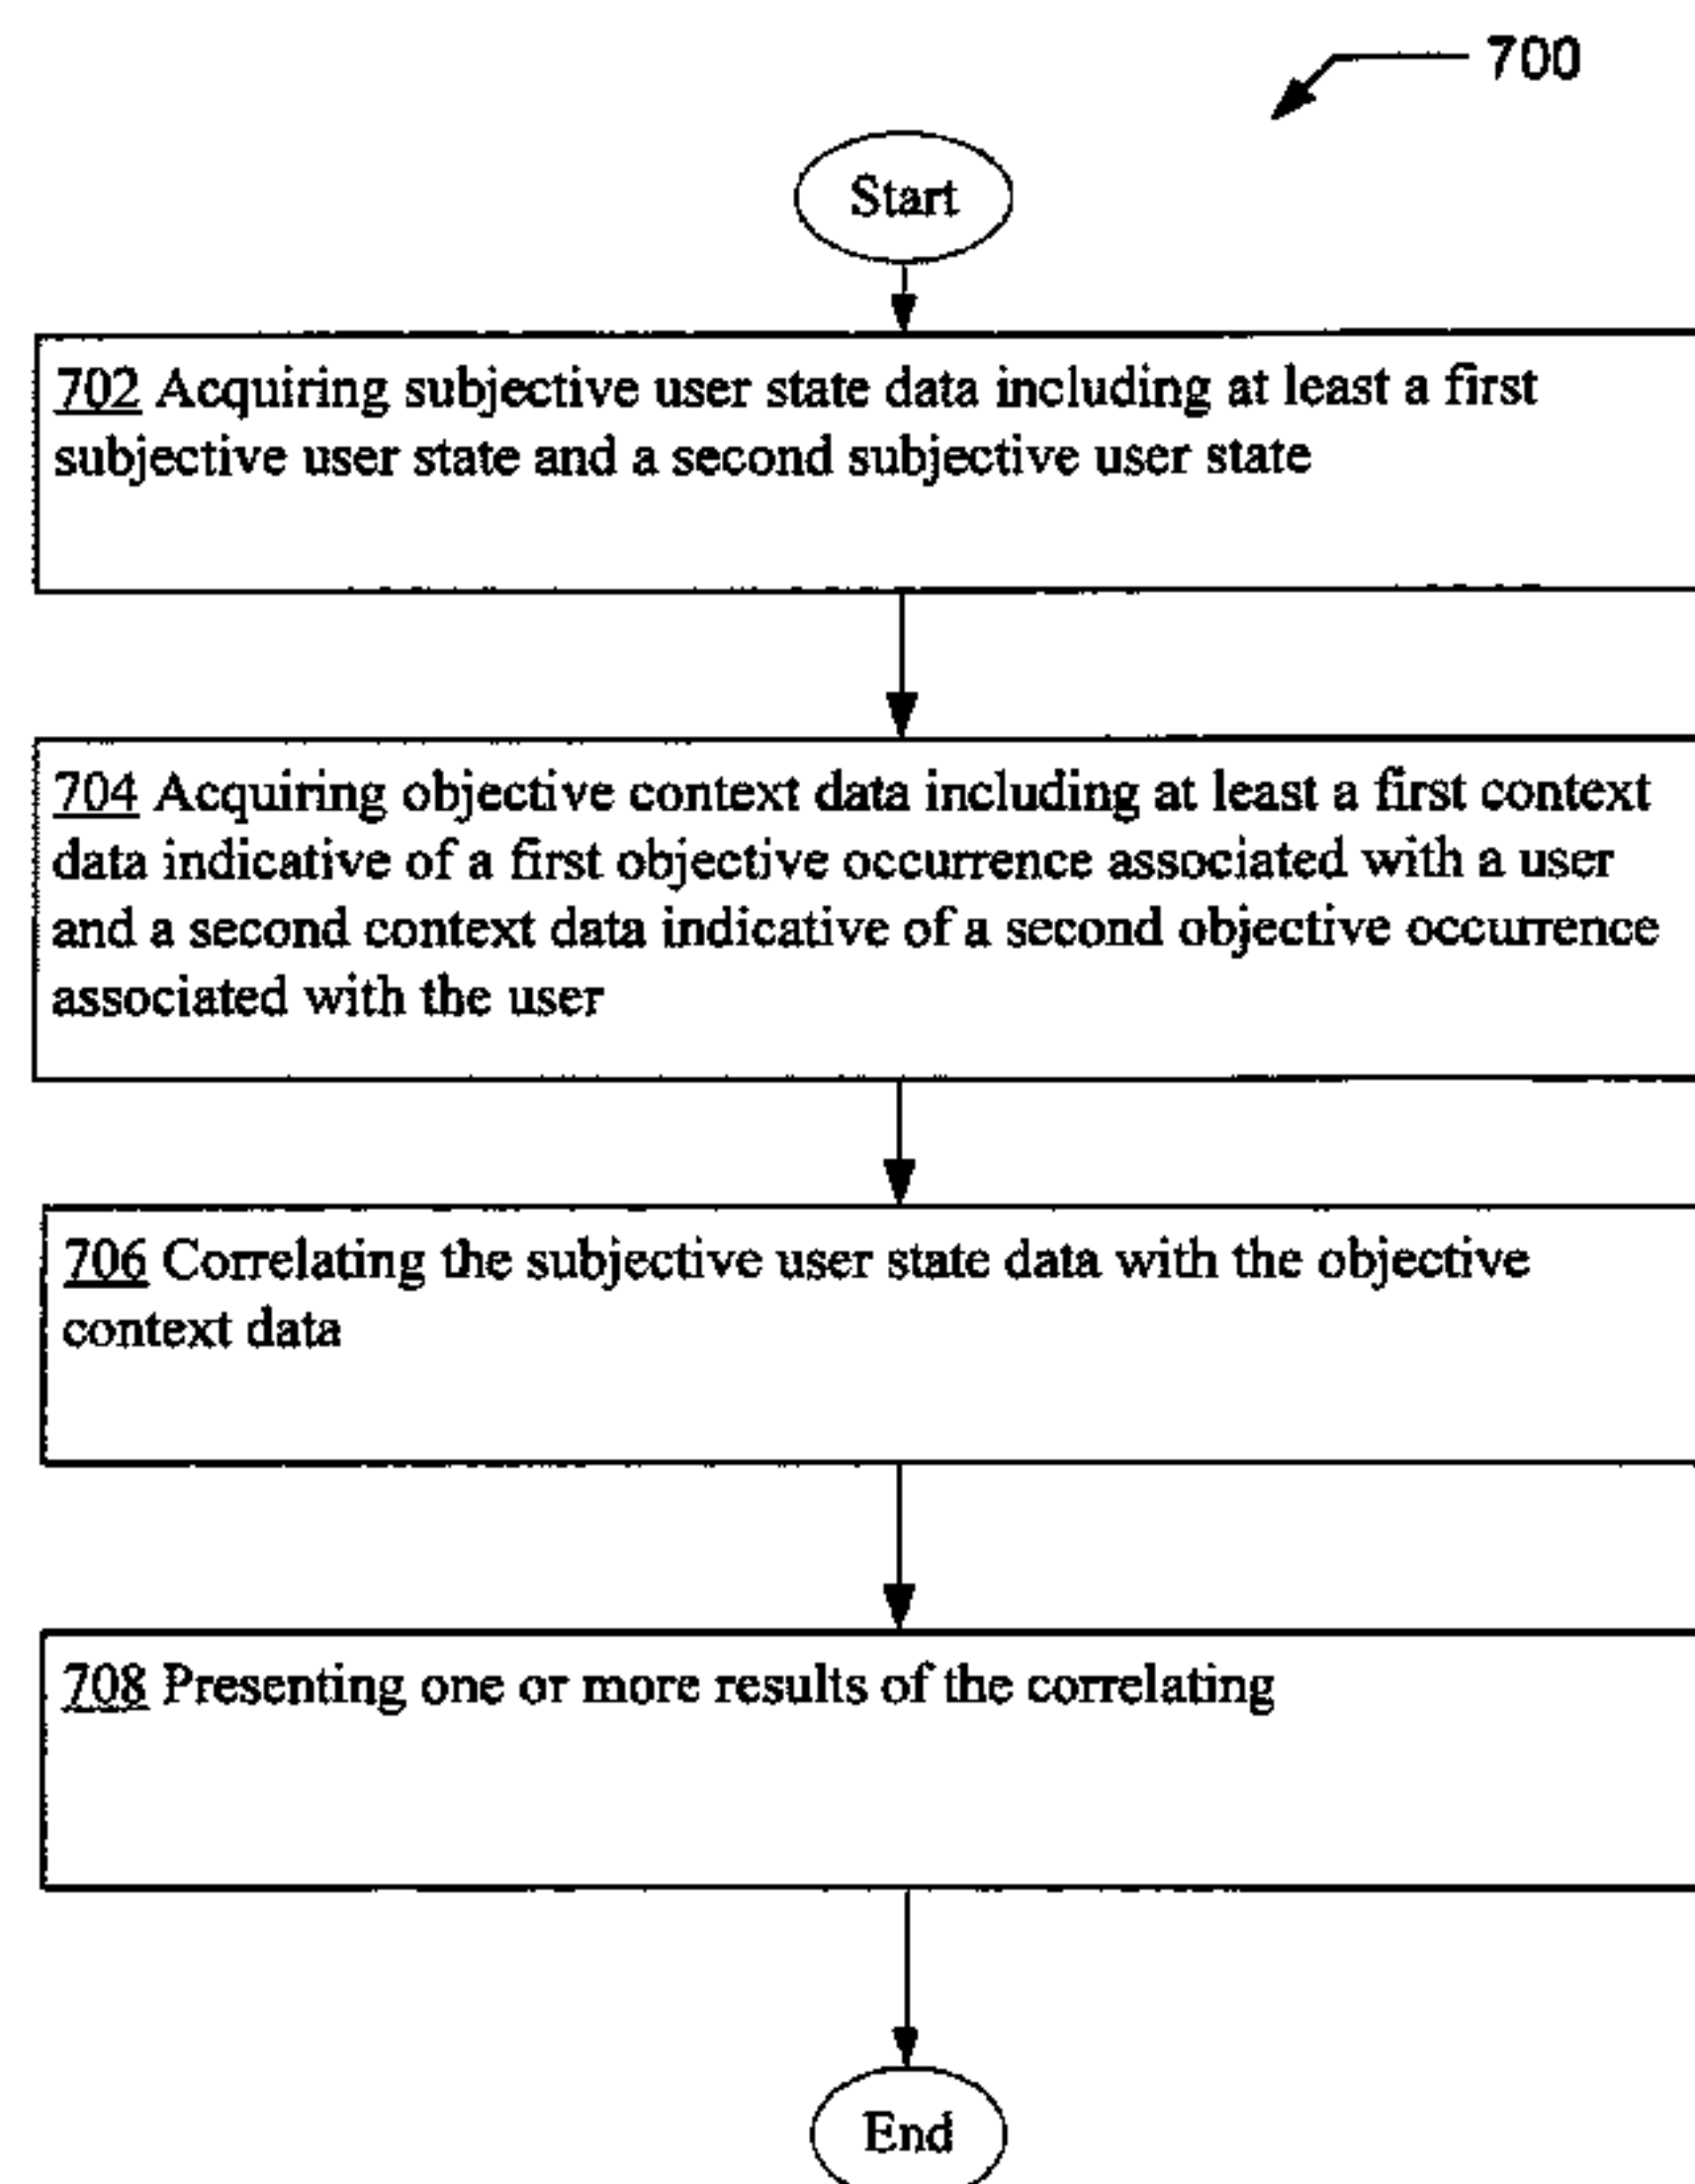 700
Start
702 Acquiring subjective user state data including at least a first
subjective user state and a second subjective user state
704 Acquiring objective context data including at least a first context
data indicative of a first objective occurrence associated with a user
and a second context data indicative of a second objective occurrence
associated with the user
706 Correlating the subjective user state data with the objective
context data
708 Presenting one or more results of the correlating
End